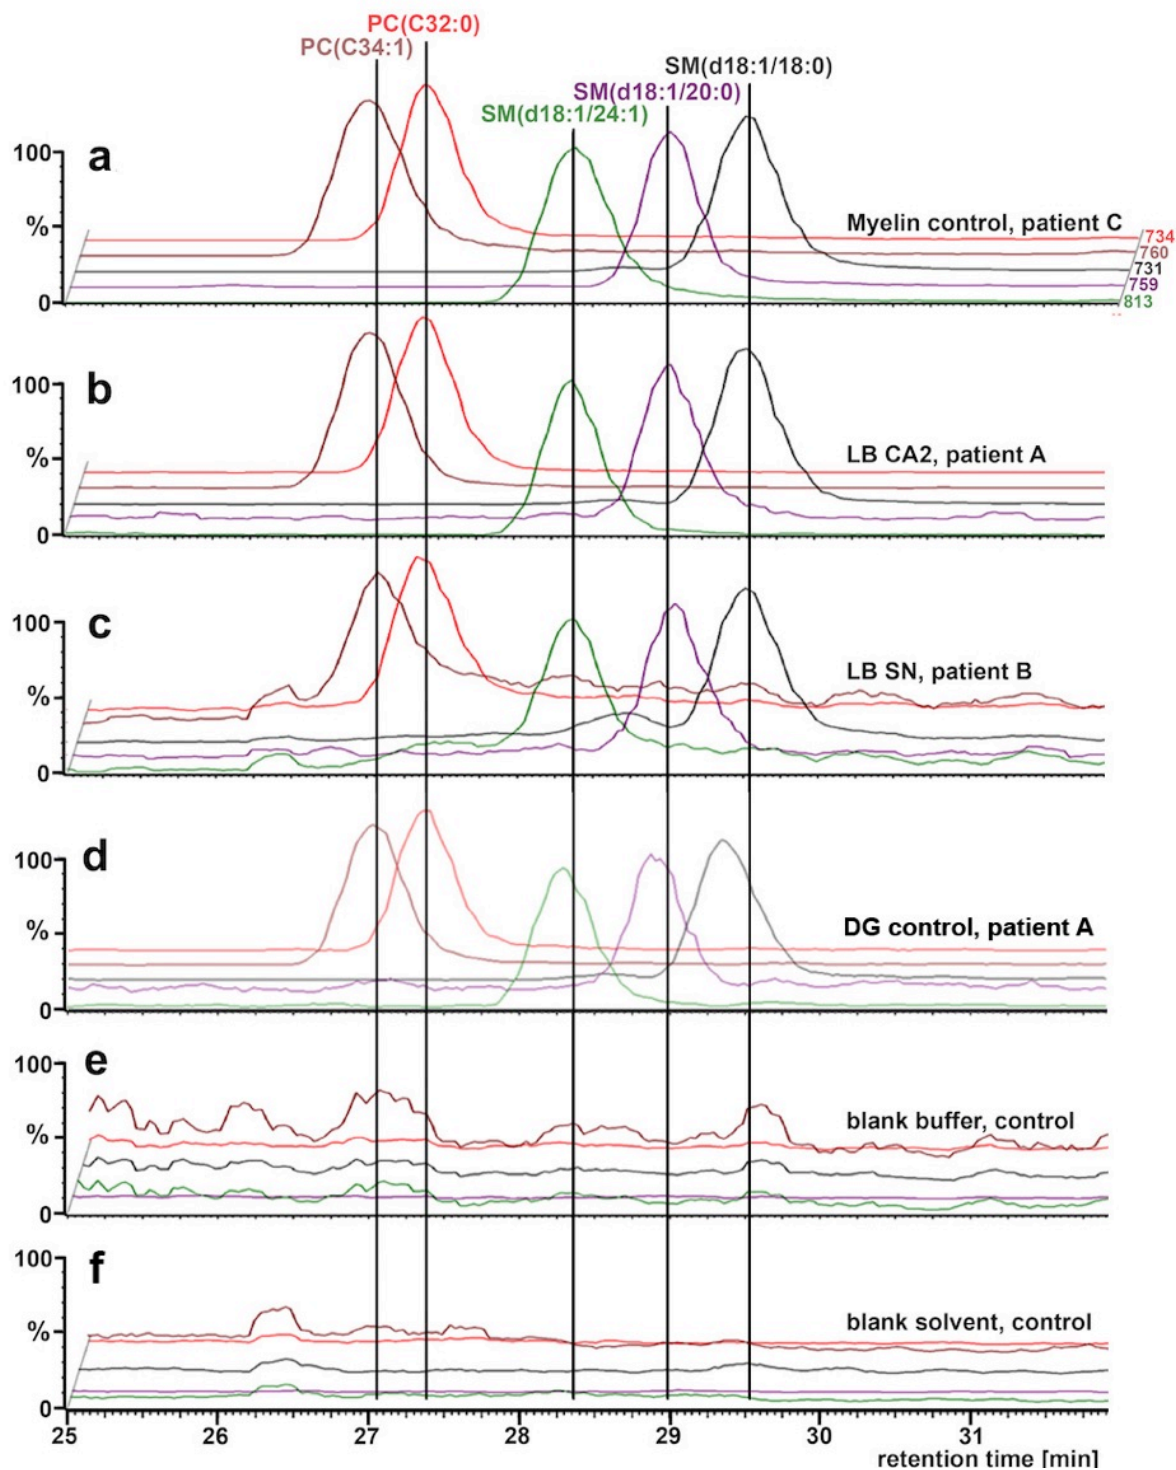 PC(C32:0)
PC(C34:1)
SM(d18:1/18:0)
SM(d18:1/20:0)
SM(d18:1/24:1)
100
a
%
Myelin control, patient C
734
760
731
759
813
0
100
b
%
LB CA2, patient A
0
100
c
%
LB SN, patient B
0
100
d
%
DG control, patient A
0
100
e
%
blank buffer, control
0
100
f
%
blank solvent, control
0
25 26 27 28 29 30 31
retention time [min]